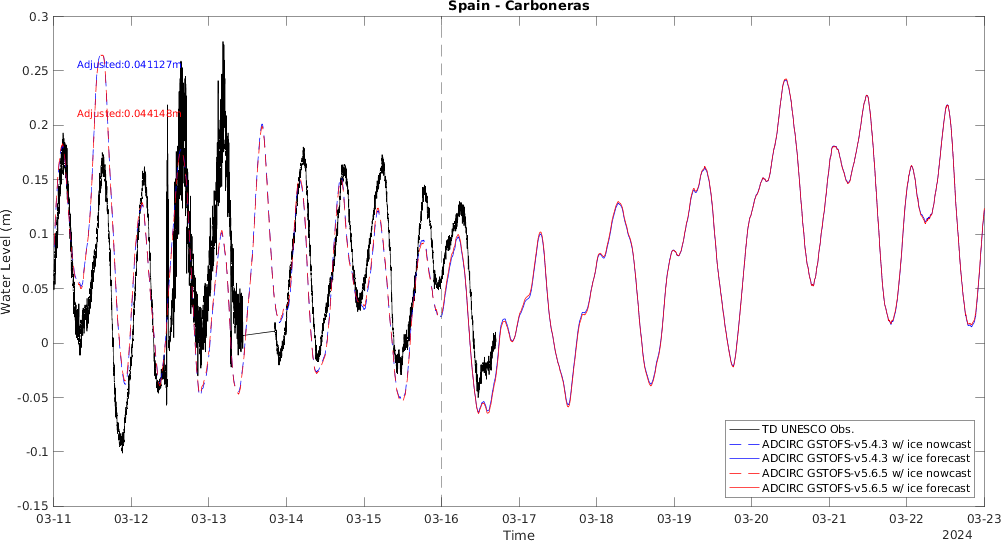 Spain - Carboneras
0.3
0.25
0.2
0.15
0.1
0.05
0
-0.05
-0.1
-0.15
Water Level (m)
Adjusted:0.041127m
Adjusted:0.044148m
TD UNESCO Obs.
ADCIRC GSTOFS-v5.4.3 w/ ice nowcast
ADCIRC GSTOFS-v5.4.3 w/ ice forecast
ADCIRC GSTOFS-v5.6.5 w/ ice nowcast
ADCIRC GSTOFS-v5.6.5 w/ ice forecast
03-11 03-12 03-13 03-14 03-15 03-16 03-17 03-18 03-19 03-20 03-21 03-22 03-23
Time
2024